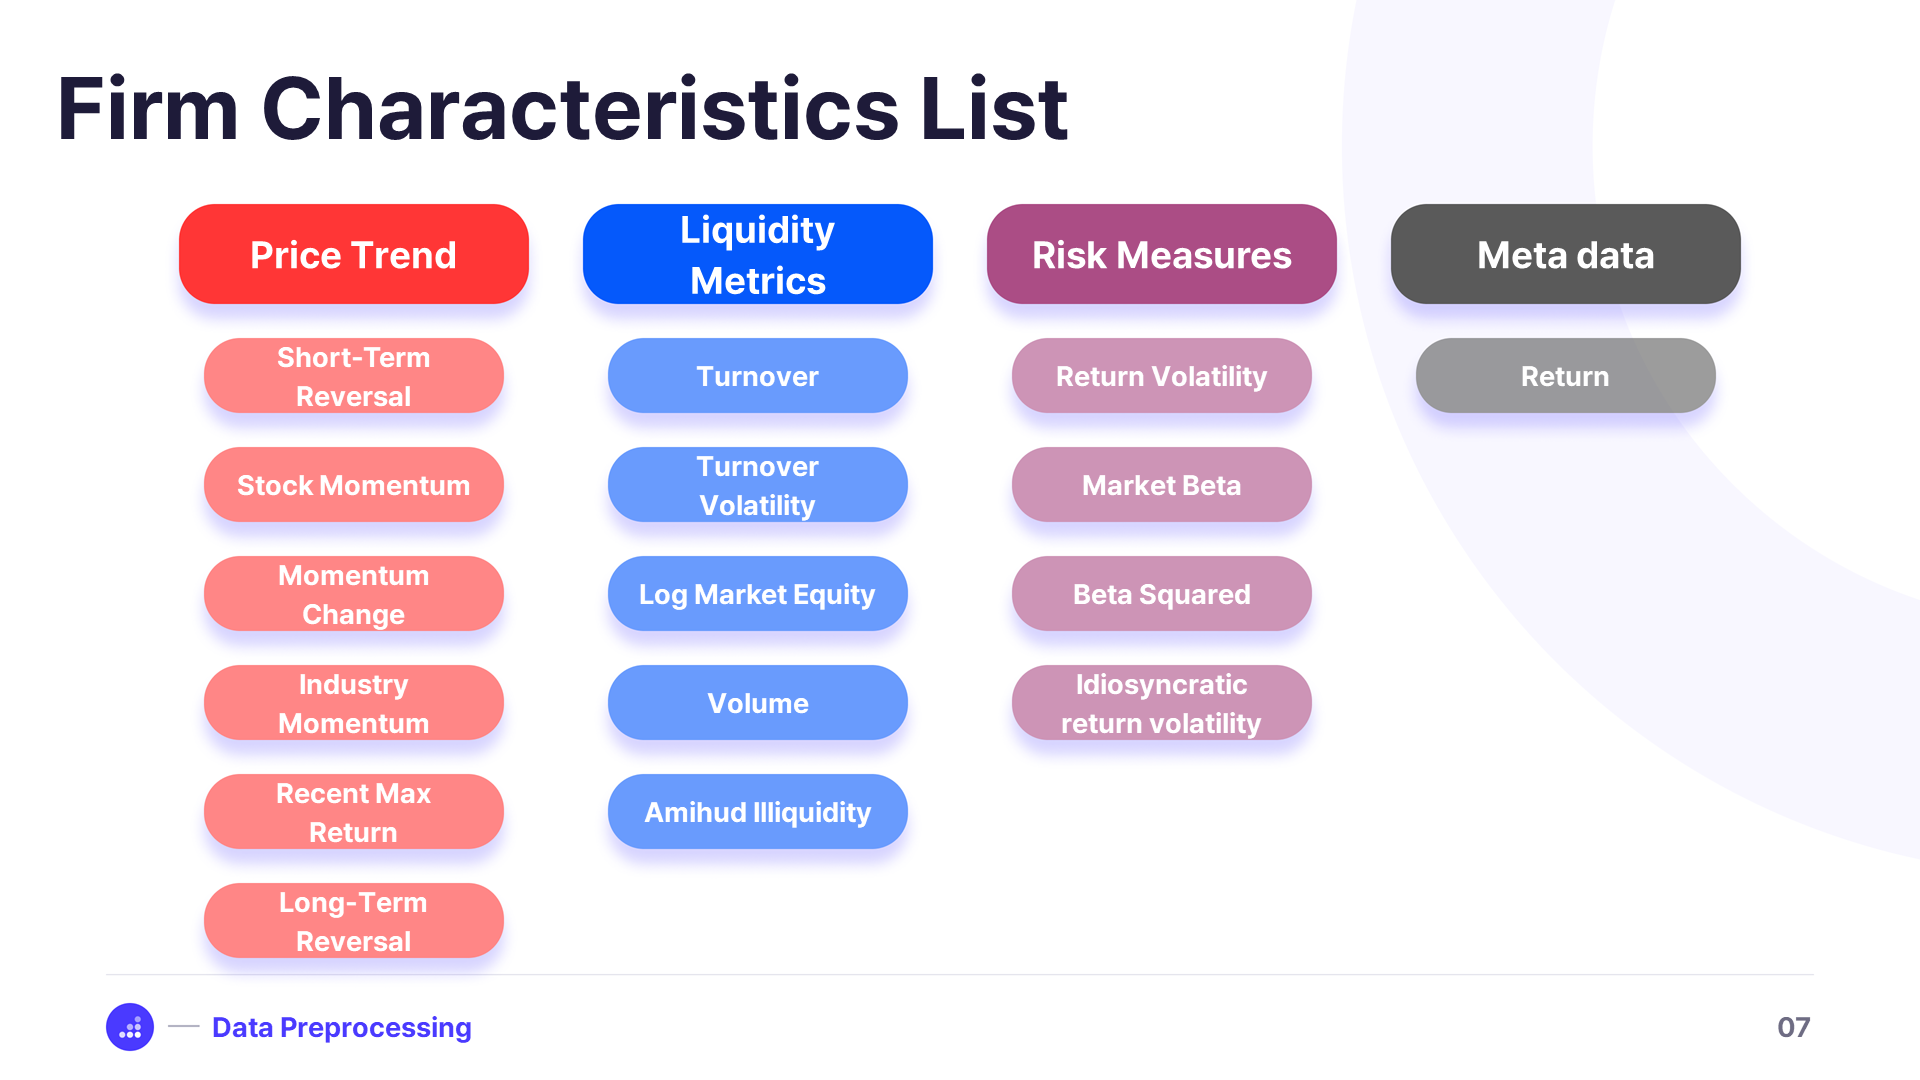 Firm Characteristics List
Price Trend
Short-Term
Reversal
Stock Momentum
Momentum
Change
Industry
Momentum
Recent Max
Return
Long-Term
Reversal
Liquidity
Metrics
Turnover
Turnover
Volatility
Log Market Equity
Volume
Amihud Illiquidity
Risk Measures
Return Volatility
Market Beta
Beta Squared
Idiosyncratic
return volatility
Meta data
Return
Data Preprocessing
07